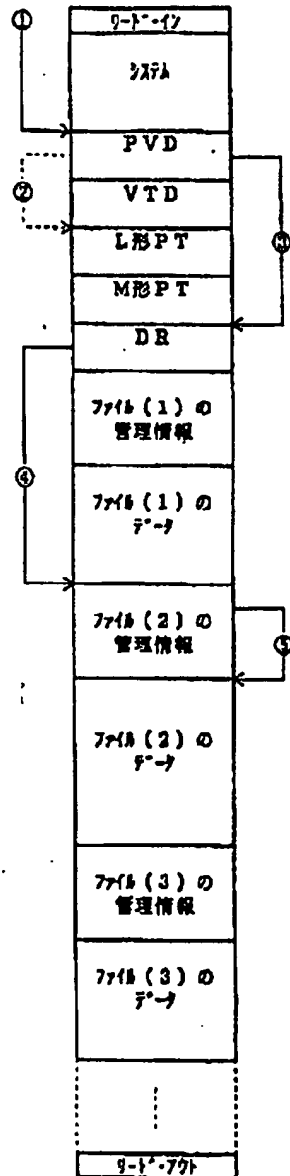 ①
リード・イン
システム
PVD
②
VTD
③
L形PT
M形PT
DR
ファイル(1)の
管理情報
④
ファイル(1)の
データ
ファイル(2)の
管理情報
⑤
ファイル(2)の
データ
ファイル(3)の
管理情報
ファイル(3)の
データ
リード・アウト